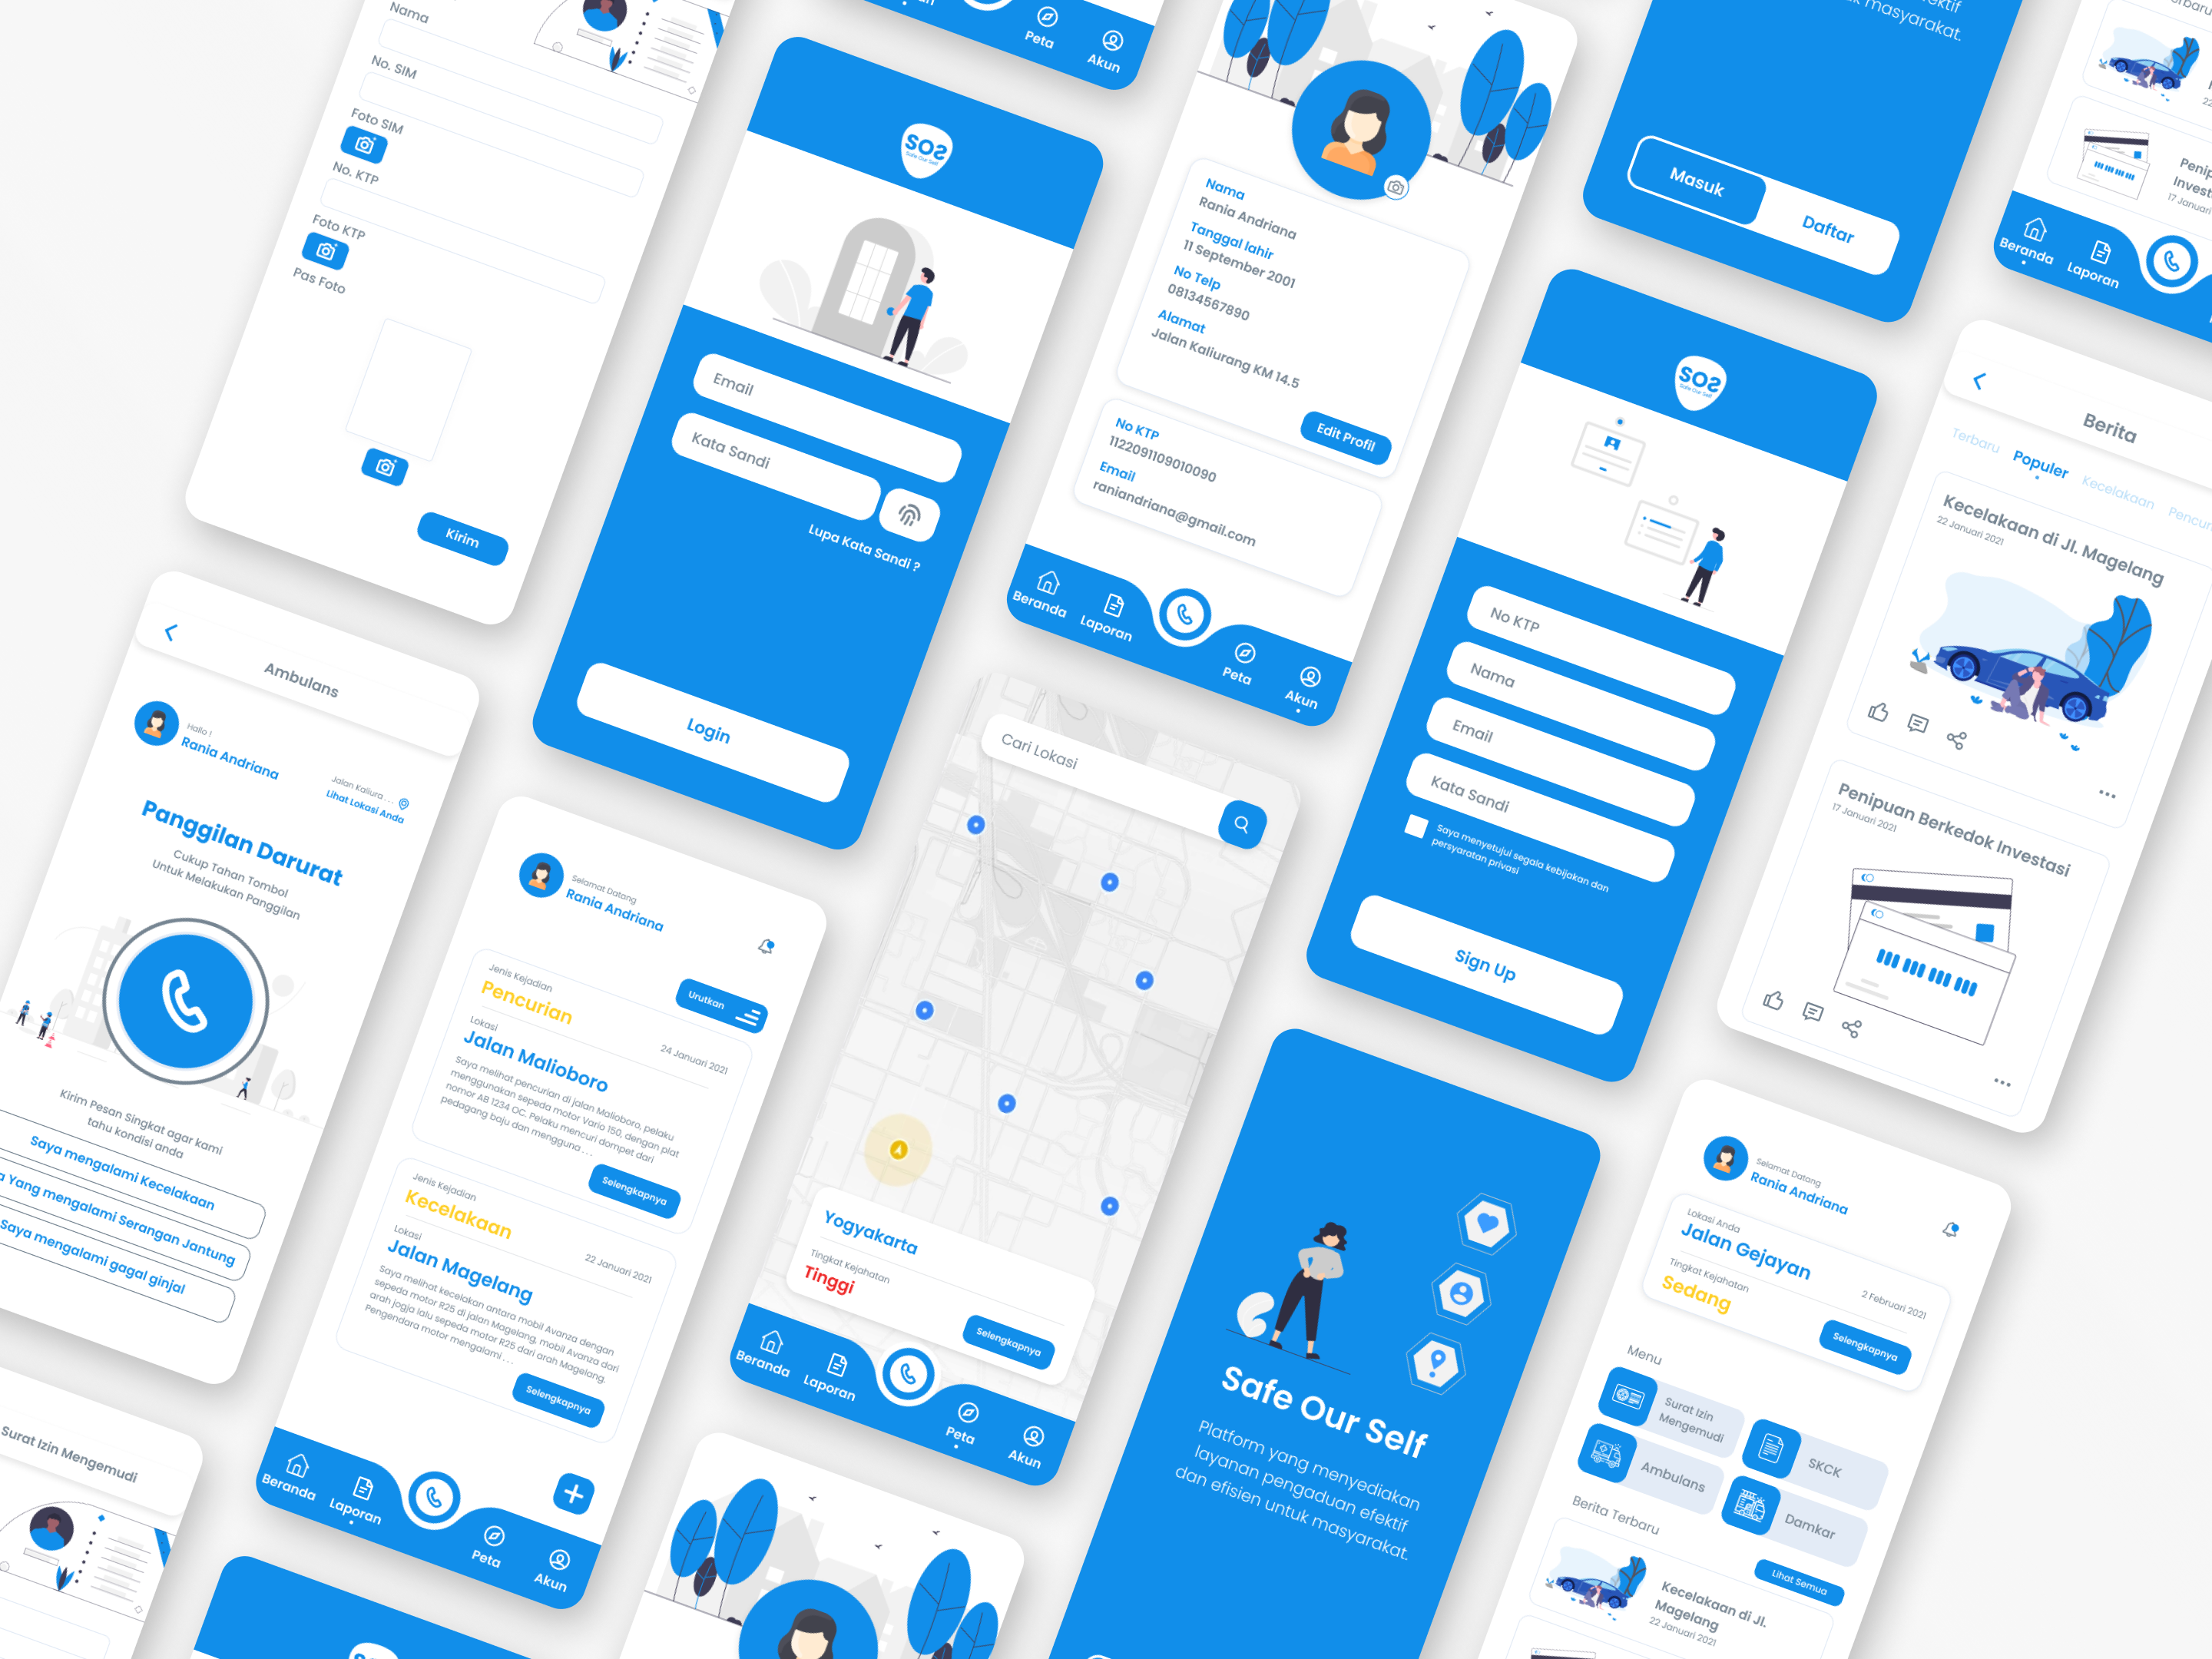 Nama
No. SIM
Foto SIM
No. KTP
Foto KTP
Pas Foto
Kirim
SOS
Safe Our Self
Email
Kata Sandi
Lupa Kata Sandi ?
Login
Peta
Akun
Nama
Rania Andriana
Tanggal lahir
11 September 2001
No Telp
08134567890
Alamat
Jalan Kaliurang KM 14.5
Edit Profil
No KTP
1122091109010090
Email
raniandriana@gmail.com
Beranda
Laporan
Peta
Akun
masyarakat.
Masuk
Daftar
SOS
Safe Our Self
No KTP
Nama
Email
Kata Sandi
Saya menyetujui segala kebijakan dan
persyaratan privasi
Sign Up
17 Januari
Beranda
Laporan
Berita
Terbaru
Populer
Kecelakaan
Kecelakaan di Jl. Magelang
22 Januari 2021
Penipuan Berkedok Investasi
17 Januari 2021
Ambulans
Hallo !
Rania Andriana
Jalan Kaliura . . .
Lihat Lokasi Anda
Panggilan Darurat
Cukup Tahan Tombol
Untuk Melakukan Panggilan
Kirim Pesan Singkat agar kami
tahu kondisi anda
Saya mengalami Kecelakaan
Yang mengalami Serangan Jantung
Saya mengalami gagal ginjal
Selamat Datang
Rania Andriana
Urutkan
Jenis Kejadian
Pencurian
Lokasi
24 Januari 2021
Jalan Malioboro
Saya melihat pencurian di jalan Malioboro, pelaku
menggunakan sepeda motor Vario 150, dengan plat
nomor AB 1234 OC. Pelaku mencuri dompet dari
pedagang baju dan mengguna . . .
Selengkapnya
Jenis Kejadian
Kecelakaan
Lokasi
22 Januari 2021
Jalan Magelang
Saya melihat kecelakan antara mobil Avanza dengan
sepeda motor R25 di jalan Magelang, mobil Avanza dari
arah jogja lalu sepeda motor R25 dari arah Magelang.
Pengendara motor mengalami . . .
Selengkapnya
Beranda
Laporan
Peta
Akun
Cari Lokasi
Yogyakarta
Tingkat Kejahatan
Tinggi
Selengkapnya
Beranda
Laporan
Peta
Akun
Safe Our Self
Platform yang menyediakan
layanan pengaduan efektif
dan efisien untuk masyarakat.
Selamat Datang
Rania Andriana
Lokasi Anda
Jalan Gejayan
Tingkat Kejahatan
2 Februari 2021
Sedang
Selengkapnya
Menu
Surat Izin
Mengemudi
SKCK
Ambulans
Damkar
Berita Terbaru
Lihat Semua
Kecelakaan di Jl.
Magelang
22 Januari 2021
Surat Izin Mengemudi